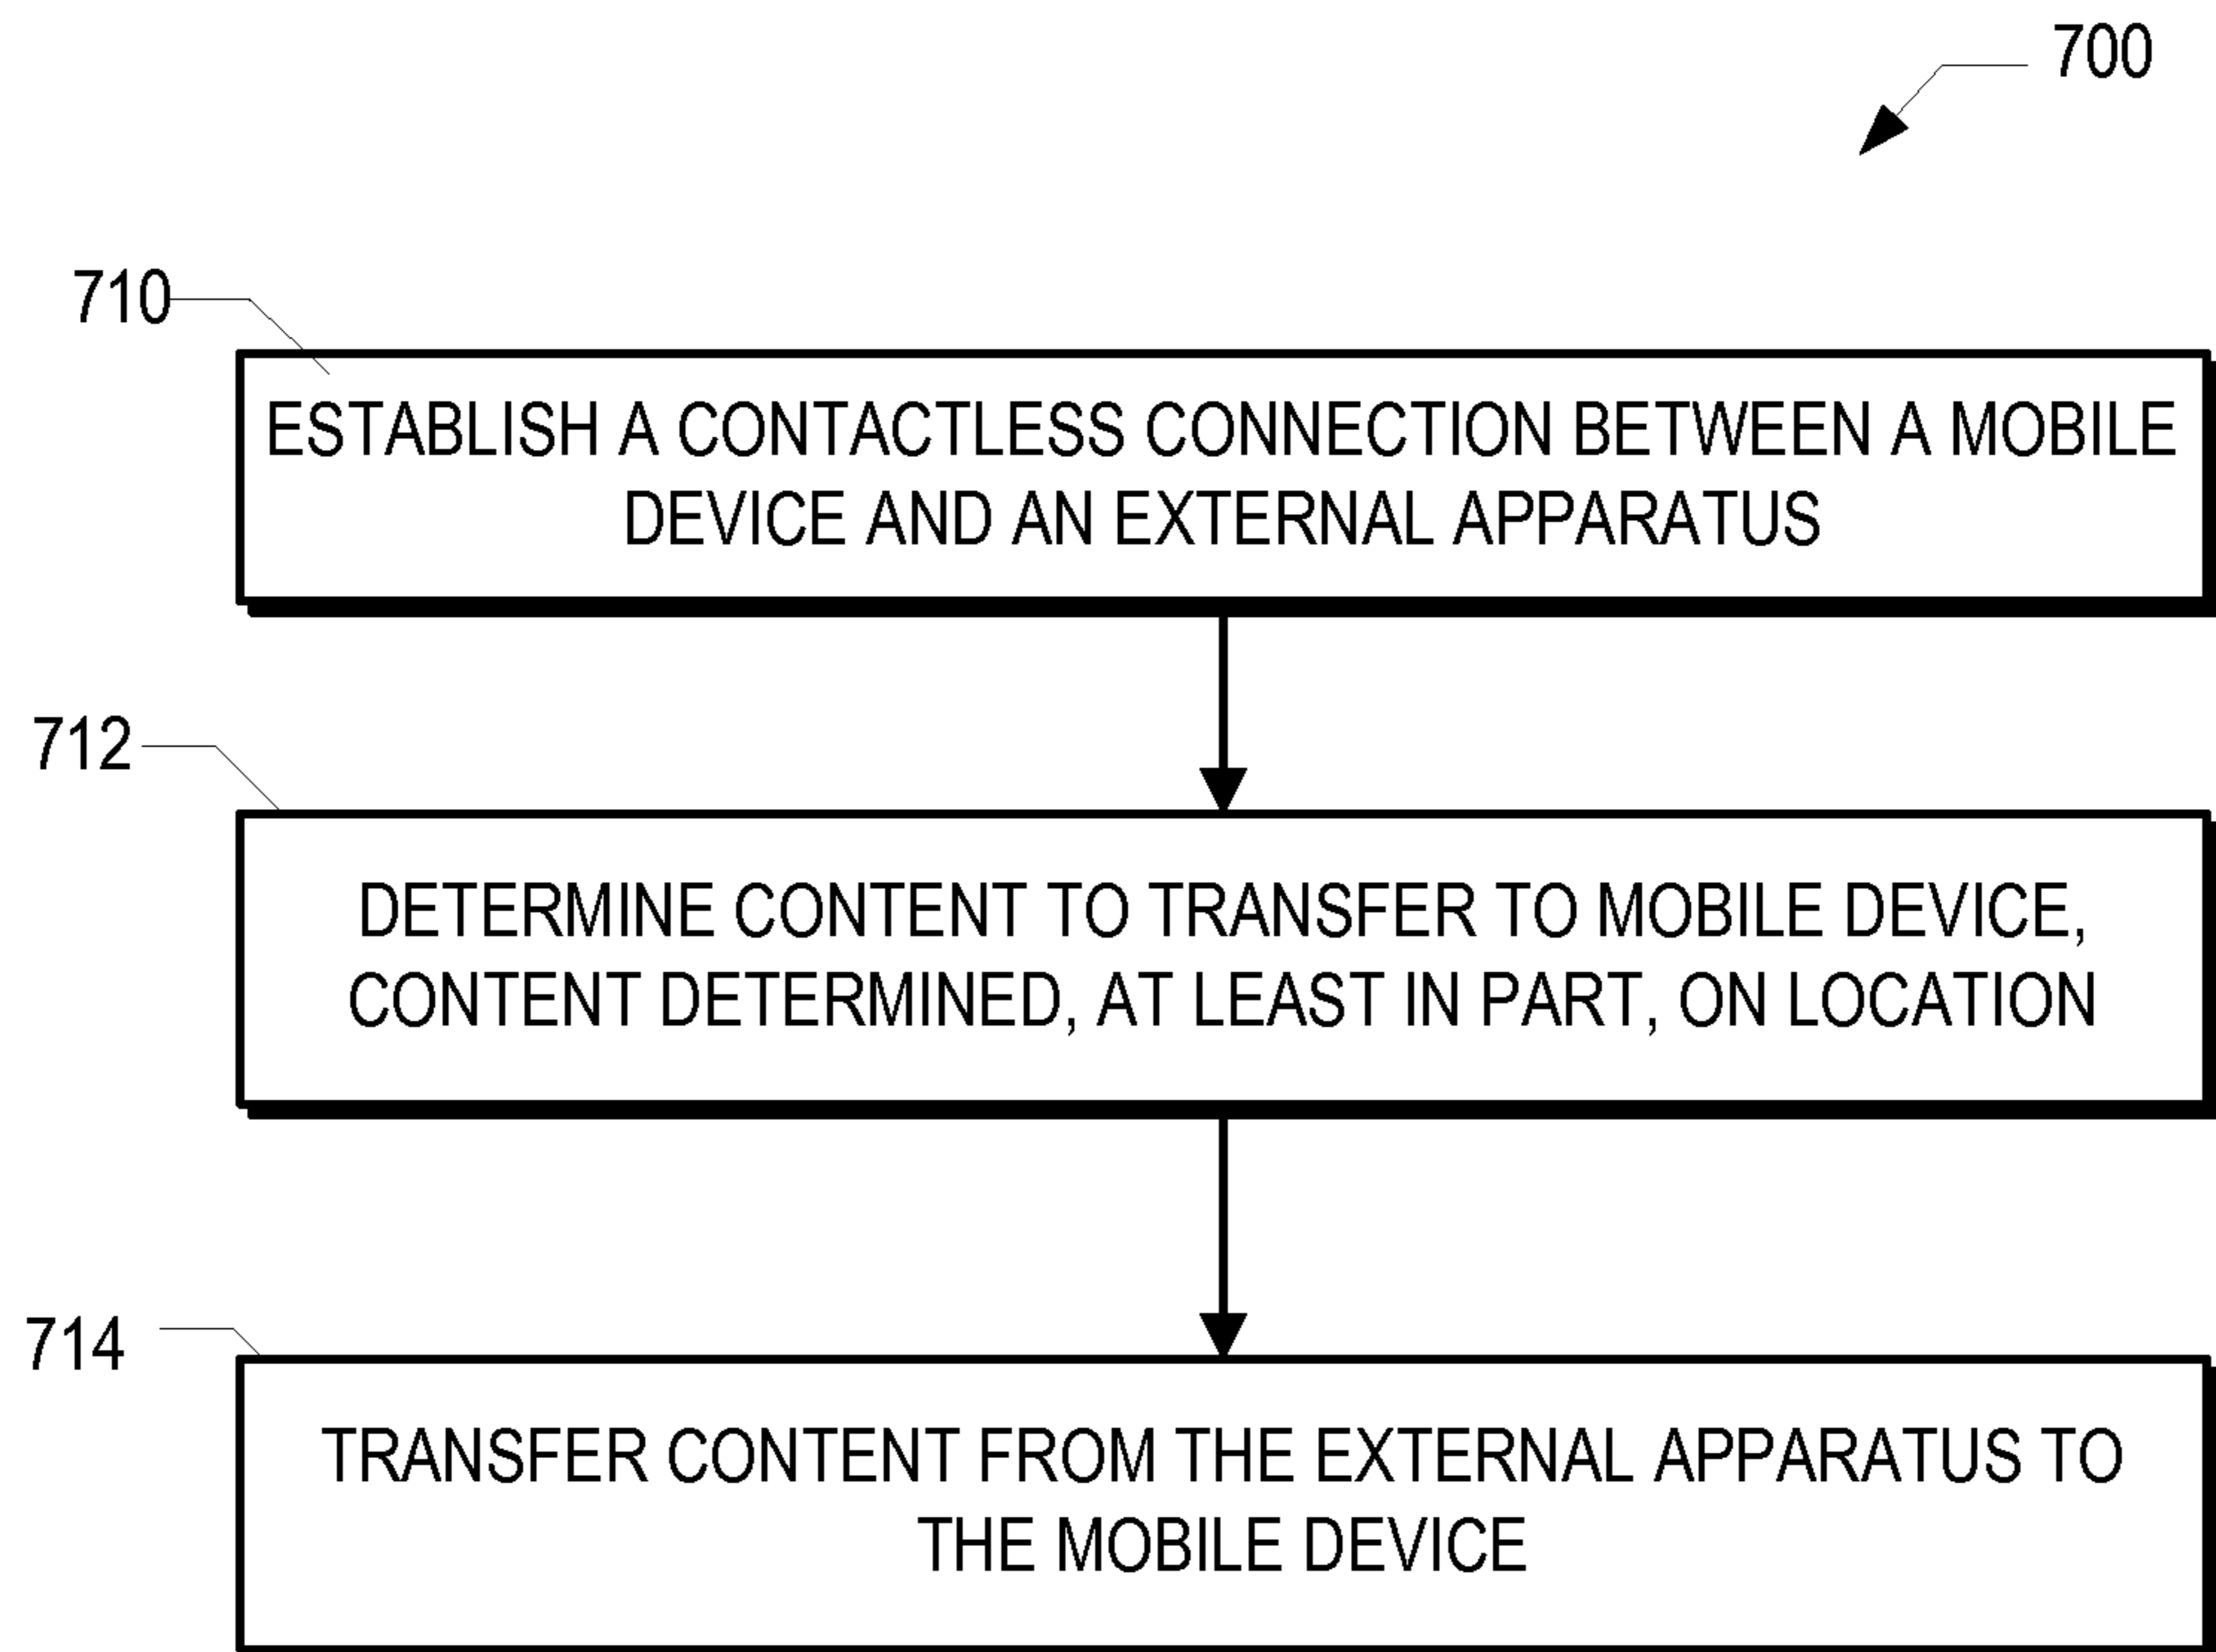 700
710
ESTABLISH A CONTACTLESS CONNECTION BETWEEN A MOBILE
DEVICE AND AN EXTERNAL APPARATUS
712
DETERMINE CONTENT TO TRANSFER TO MOBILE DEVICE,
CONTENT DETERMINED, AT LEAST IN PART, ON LOCATION
714
TRANSFER CONTENT FROM THE EXTERNAL APPARATUS TO
THE MOBILE DEVICE